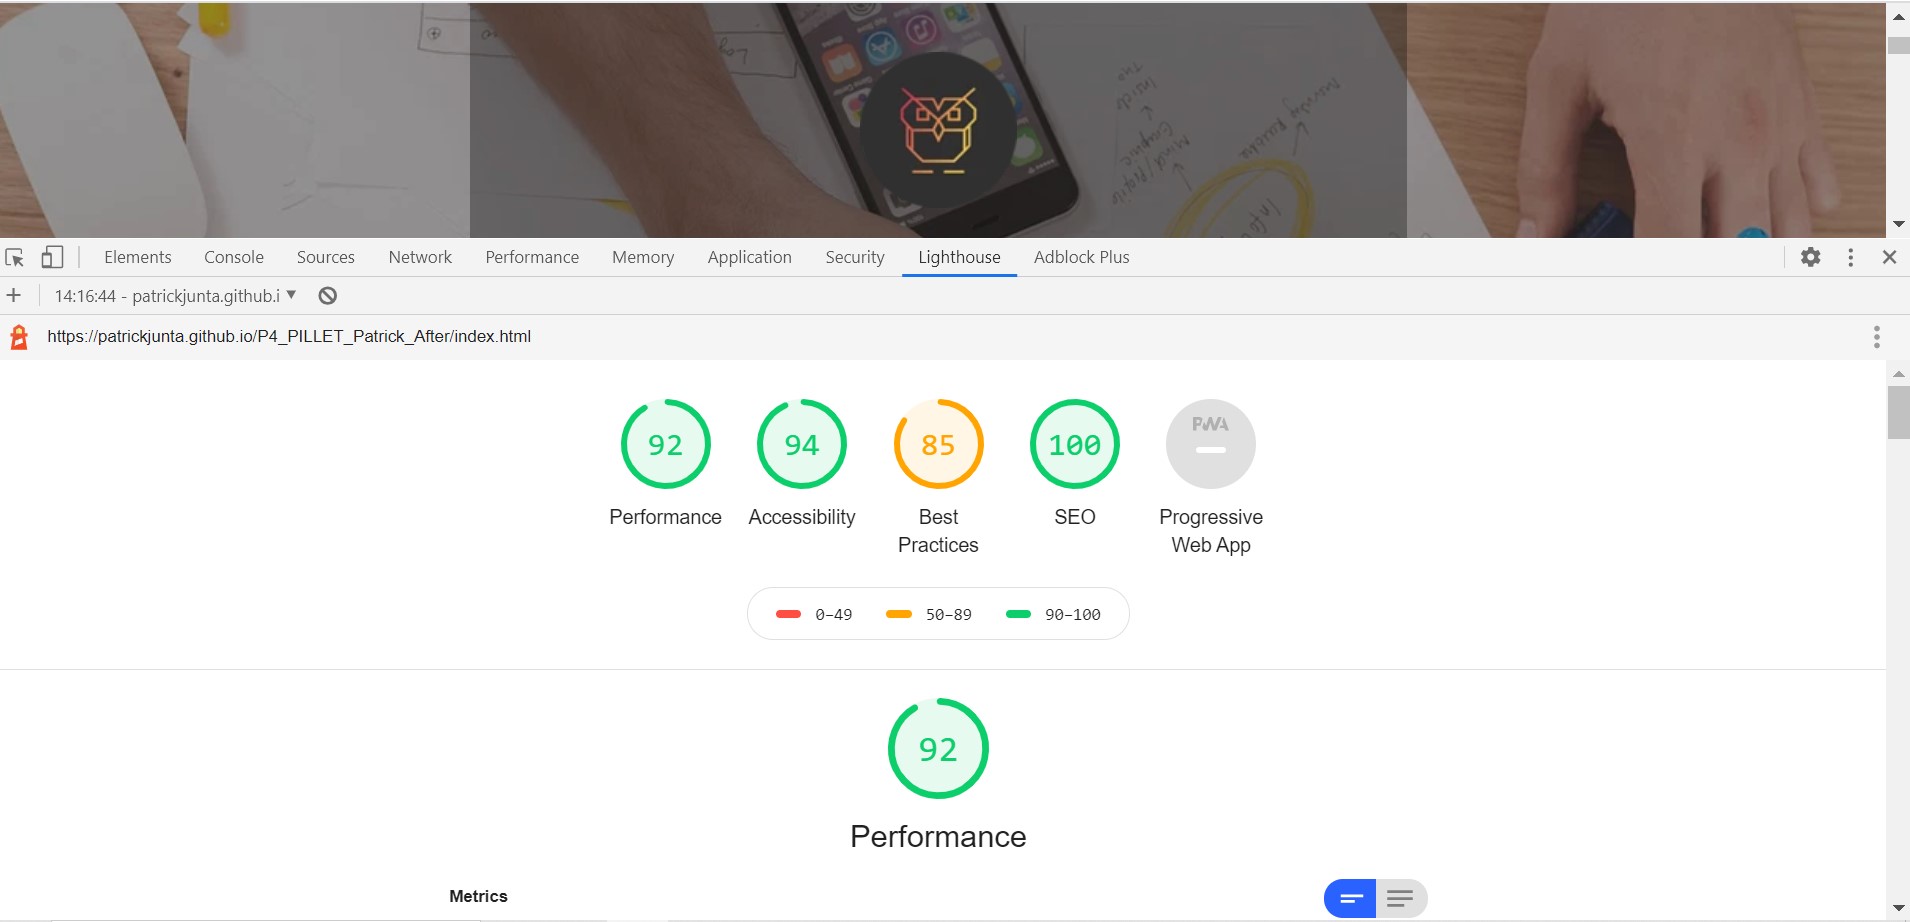 Elements Console Sources Network Performance Memory Application Security Lighthouse Adblock Plus
14:16:44 - patrickjunta.github.i
https://patrickjunta.github.io/P4_PILLET_Patrick_After/index.html
92 94 85 100 PWA
Performance Accessibility Best Practices SEO Progressive Web App
0–49 50–89 90–100
92
Performance
Metrics